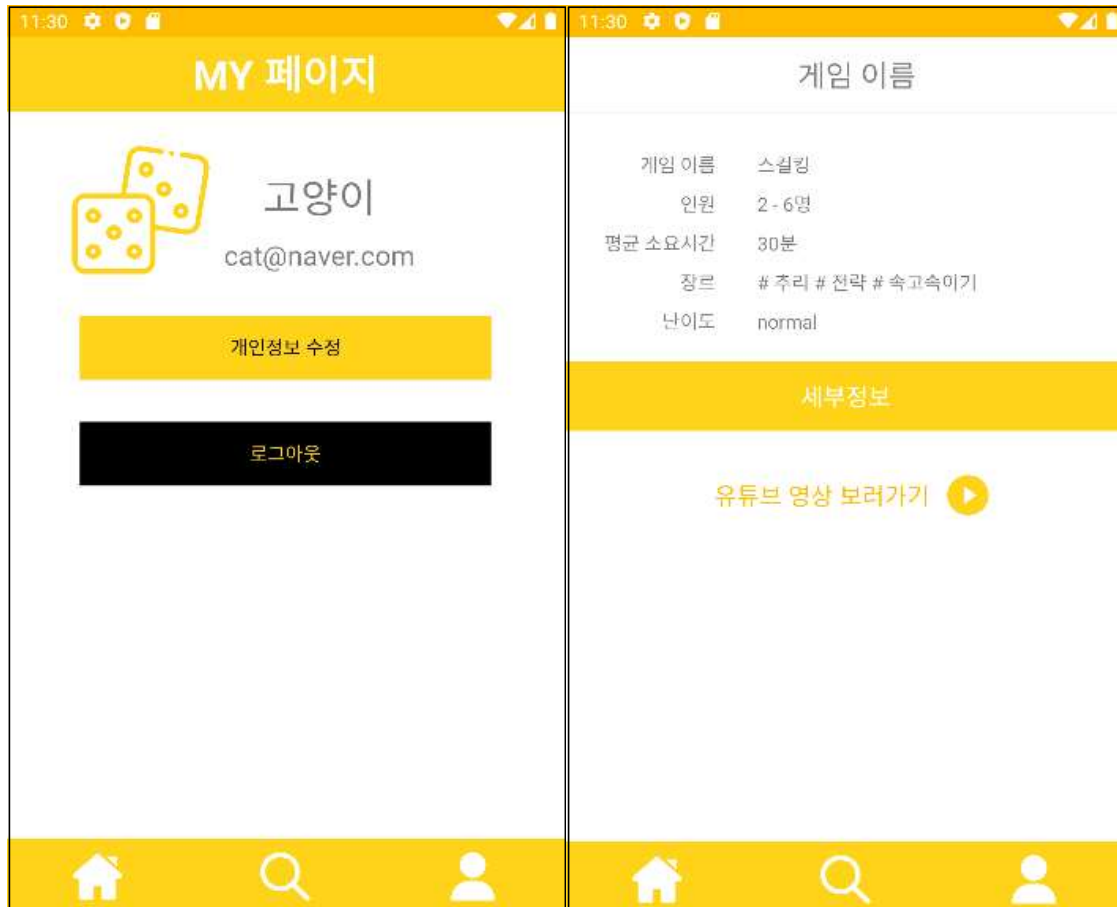 11:30
MY 페이지
고양이
cat@naver.com
개인정보 수정
로그아웃
11:30
게임 이름
게임 이름 스컬킹
인원 2 - 6명
평균 소요시간 30분
장르 # 추리 # 전략 # 속고속이기
난이도 normal
세부정보
유튜브 영상 보러가기